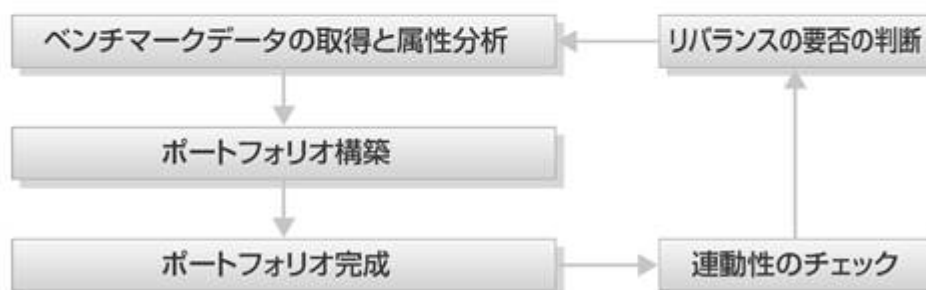 ベンチマークデータの取得と属性分析
リバランスの要否の判断
ポートフォリオ構築
ポートフォリオ完成
連動性のチェック